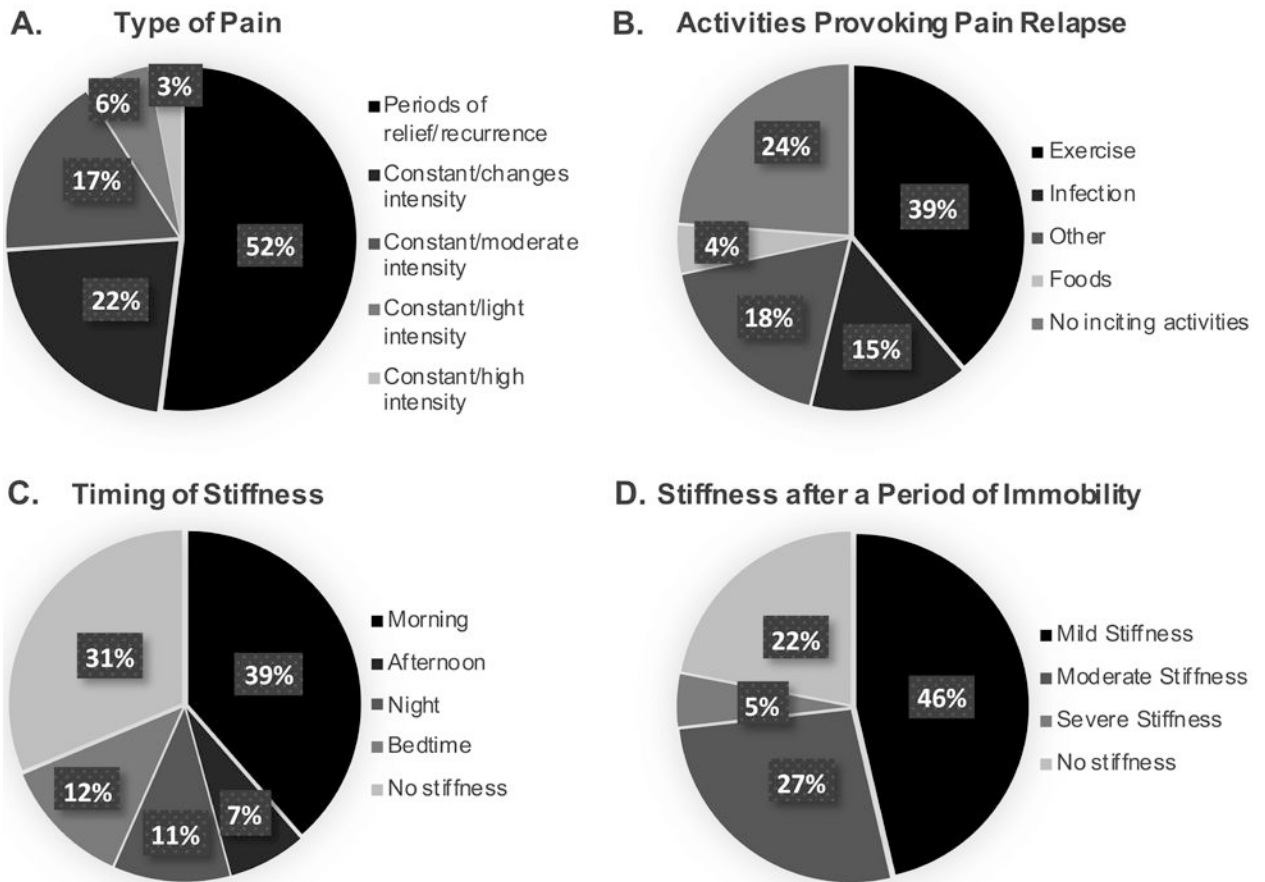 A. Type of Pain
3%
6%
17%
22%
52%
Periods of
relief/recurrence
Constant/changes
intensity
Constant/moderate
intensity
Constant/light
intensity
Constant/high
intensity
B. Activities Provoking Pain Relapse
24%
39%
4%
18%
15%
Exercise
Infection
Other
Foods
No inciting activities
C. Timing of Stiffness
31%
39%
12%
11%
7%
Morning
Afternoon
Night
Bedtime
No stiffness
D. Stiffness after a Period of Immobility
22%
46%
5%
27%
Mild Stiffness
Moderate Stiffness
Severe Stiffness
No stiffness